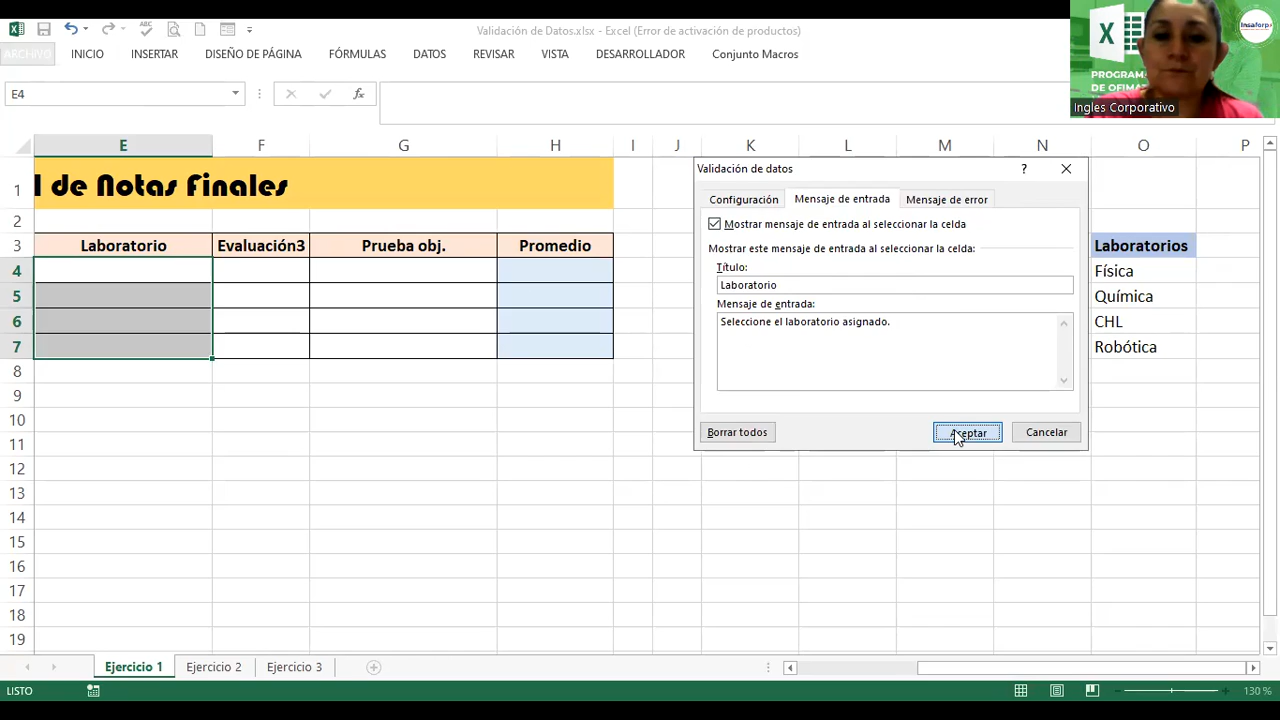 Validación de Datos.xlsx - Excel (Error de activación de productos)
ARCHIVO INICIO INSERTAR DISEÑO DE PÁGINA FÓRMULAS DATOS REVISAR VISTA DESARROLLADOR Conjunto Macros
Insaforp
PROGRAM
DE OFIMA
Ingles Corporativo
E4 fx
E F G H I J K L M N O P
1 l de Notas Finales
2
3 Laboratorio Evaluación3 Prueba obj. Promedio Laboratorios
4 Física
5 Química
6 CHL
7 Robótica
8
9
10
11
12
13
14
15
16
17
18
19
Validación de datos ?
Configuración Mensaje de entrada Mensaje de error
Mostrar mensaje de entrada al seleccionar la celda
Mostrar este mensaje de entrada al seleccionar la celda:
Título:
Laboratorio
Mensaje de entrada:
Seleccione el laboratorio asignado.
Borrar todos Aceptar Cancelar
Ejercicio 1 Ejercicio 2 Ejercicio 3
LISTO 130 %